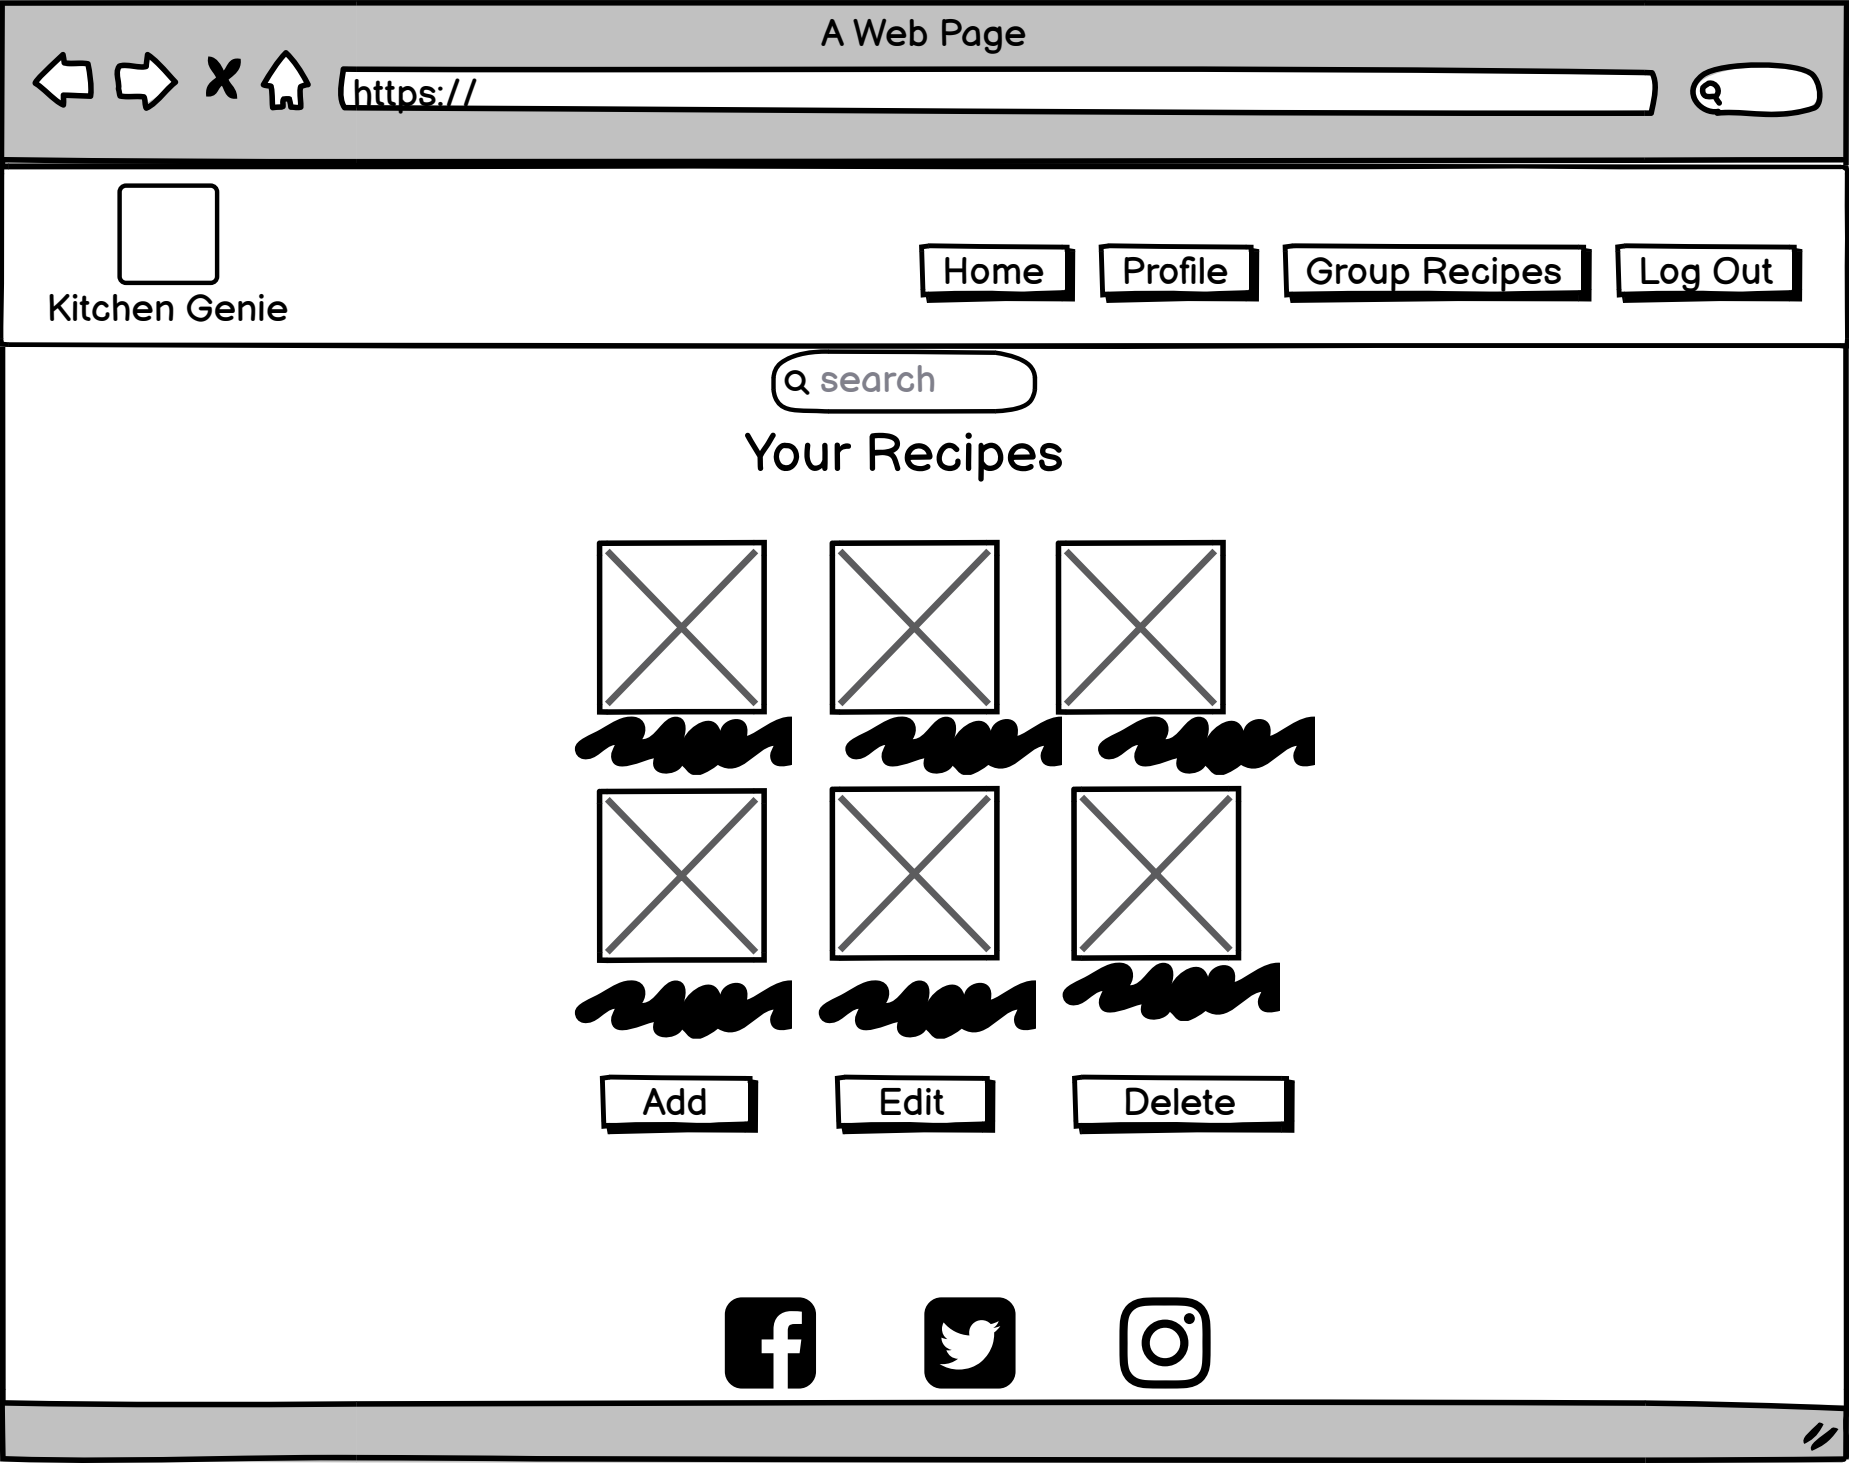 A Web Page
https://
Kitchen Genie
Home Profile Group Recipes Log Out
search
Your Recipes
Add Edit Delete